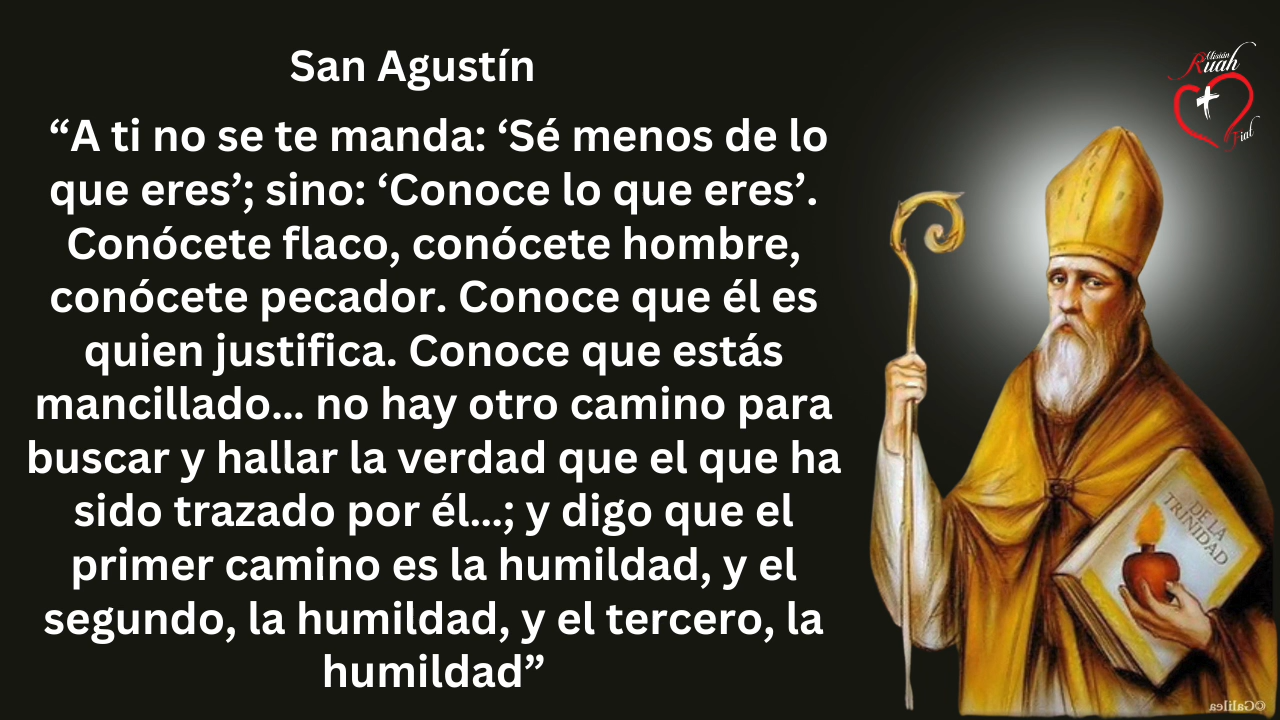 San Agustín
“A ti no se te manda: ‘Sé menos de lo
que eres’; sino: ‘Conoce lo que eres’.
Conócete flaco, conócete hombre,
conócete pecador. Conoce que él es
quien justifica. Conoce que estás
mancillado... no hay otro camino para
buscar y hallar la verdad que el que ha
sido trazado por él...; y digo que el
primer camino es la humildad, y el
segundo, la humildad, y el tercero, la
humildad”
Misión
Ruah
Fiat
DE LA
TRINIDAD
©Galilea